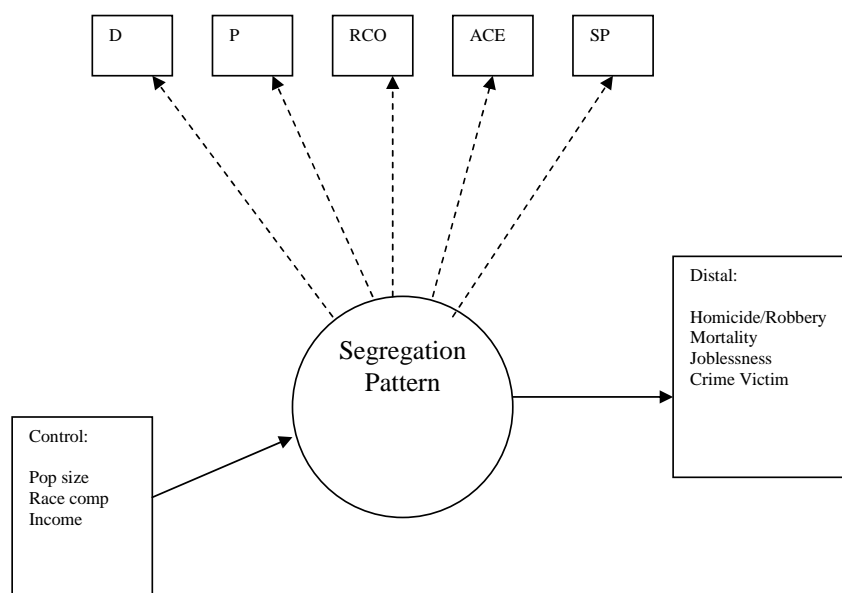 D
P
RCO
ACE
SP
Segregation
Pattern
Distal:
Homicide/Robbery
Mortality
Joblessness
Crime Victim
Control:
Pop size
Race comp
Income